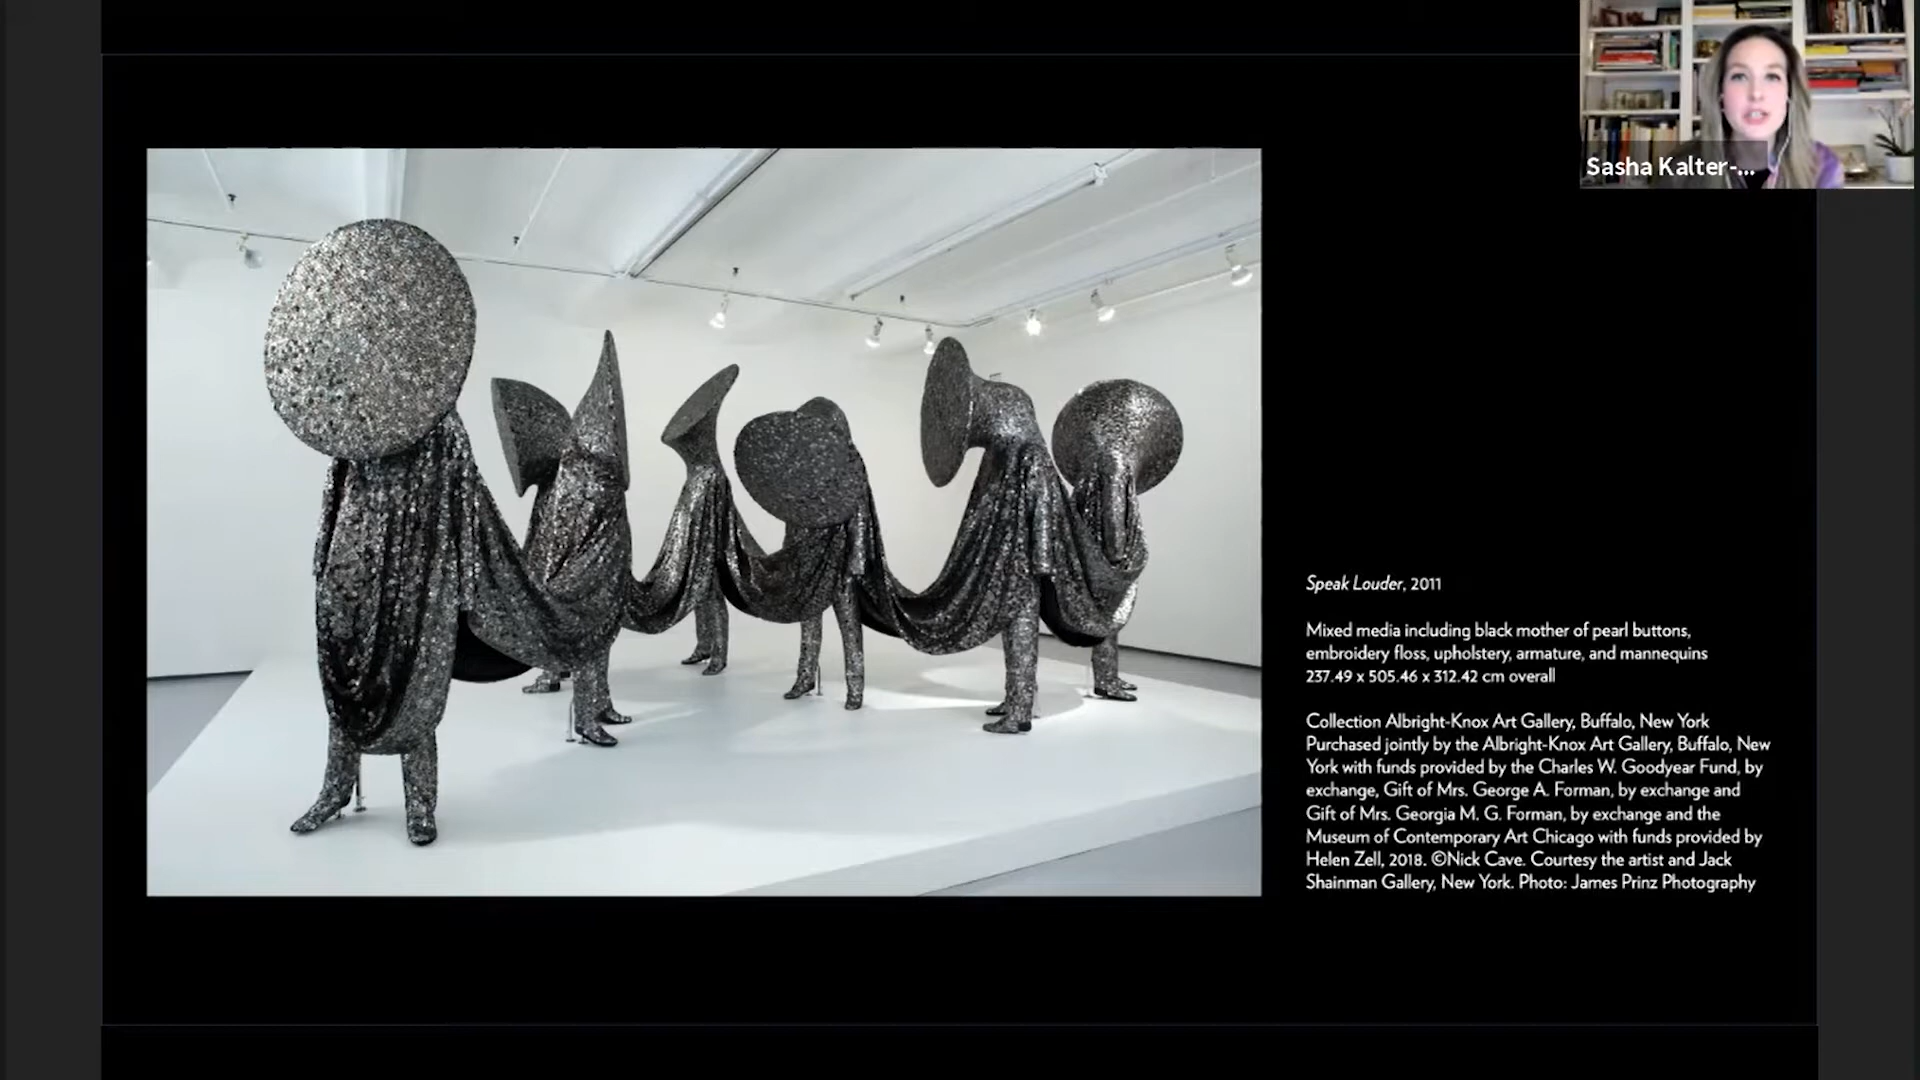 Sasha Kalter-...
Speak Louder, 2011
Mixed media including black mother of pearl buttons,
embroidery floss, upholstery, armature, and mannequins
237.49 x 505.46 x 312.42 cm overall
Collection Albright-Knox Art Gallery, Buffalo, New York
Purchased jointly by the Albright-Knox Art Gallery, Buffalo, New
York with funds provided by the Charles W. Goodyear Fund, by
exchange, Gift of Mrs. George A. Forman, by exchange and
Gift of Mrs. Georgia M. G. Forman, by exchange and the
Museum of Contemporary Art Chicago with funds provided by
Helen Zell, 2018. ©Nick Cave. Courtesy the artist and Jack
Shainman Gallery, New York. Photo: James Prinz Photography